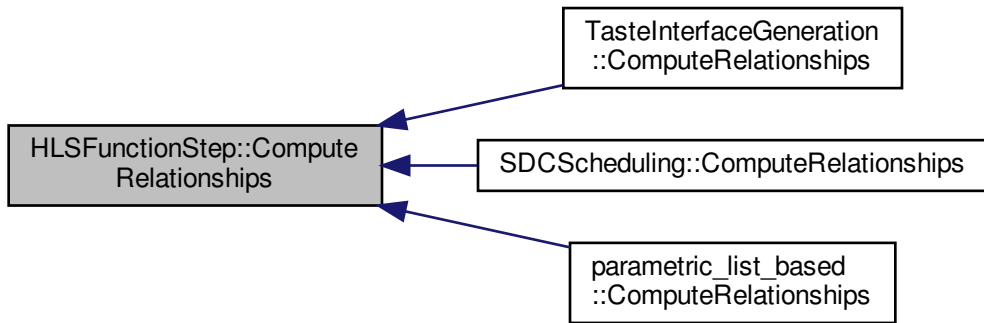 TasteInterfaceGeneration
::ComputeRelationships
HLSFunctionStep::Compute
Relationships
SDCScheduling::ComputeRelationships
parametric_list_based
::ComputeRelationships